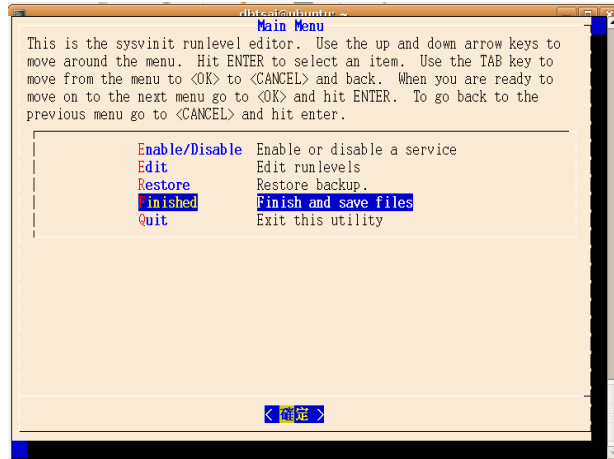 dhtsai@ubuntu: ~
Main Menu
This is the sysvinit runlevel editor.  Use the up and down arrow keys to
move around the menu.  Hit ENTER to select an item.  Use the TAB key to
move from the menu to <OK> to <CANCEL> and back.  When you are ready to
move on to the next menu go to <OK> and hit ENTER.  To go back to the
previous menu go to <CANCEL> and hit enter.
Enable/Disable Enable or disable a service
Edit Edit runlevels
Restore Restore backup.
Finished Finish and save files
Quit Exit this utility
< 確定 >